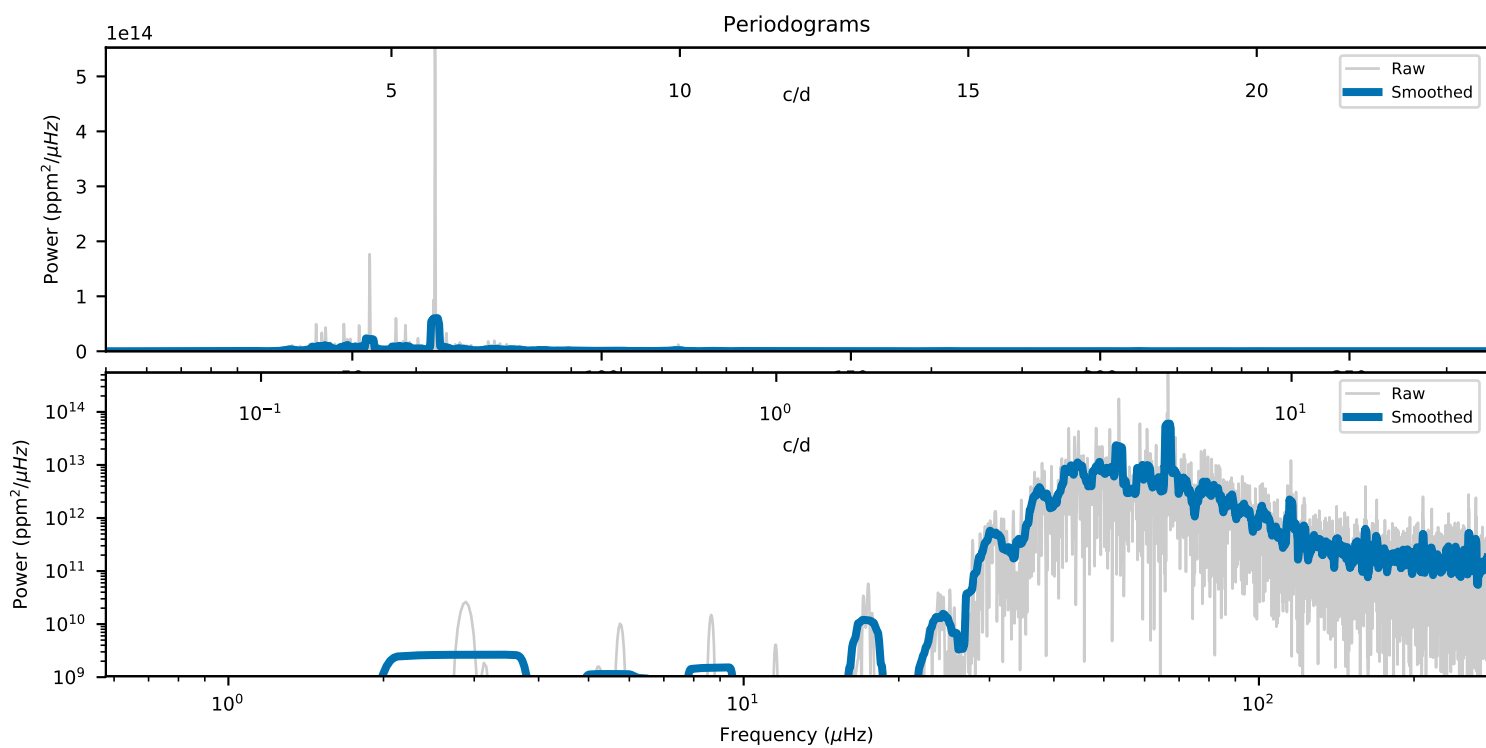 Periodograms
1e14
5 10 15 20
c/d
Raw
Smoothed
Power (ppm²/μHz)
5
4
3
2
1
0
10⁻¹ 10⁰ 10¹
c/d
Raw
Smoothed
Power (ppm²/μHz)
10¹⁴
10¹³
10¹²
10¹¹
10¹⁰
10⁹
10⁰ 10¹ 10²
Frequency (μHz)